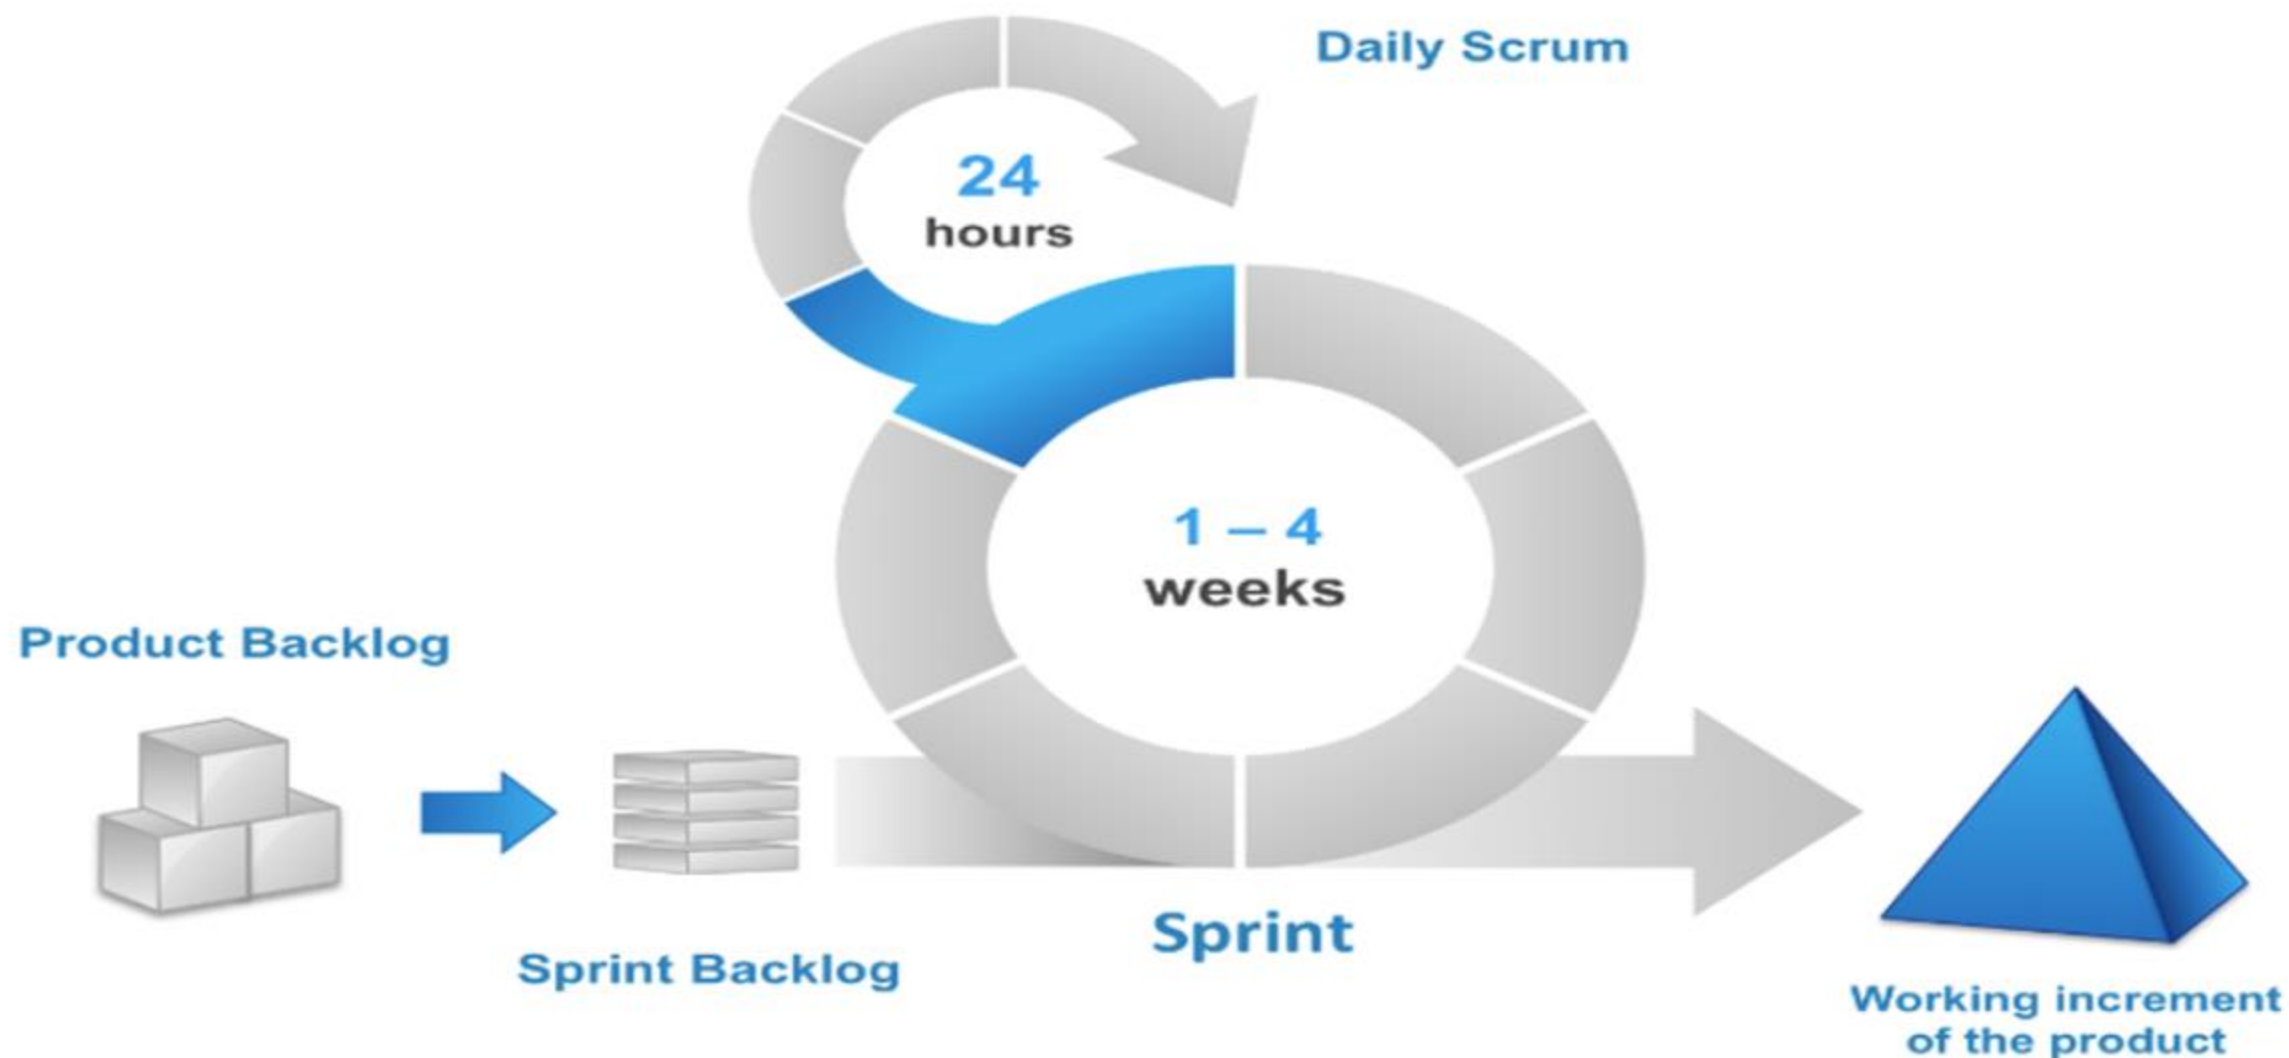 Daily Scrum
24
hours
1 – 4
weeks
Product Backlog
Sprint Backlog
Sprint
Working increment
of the product